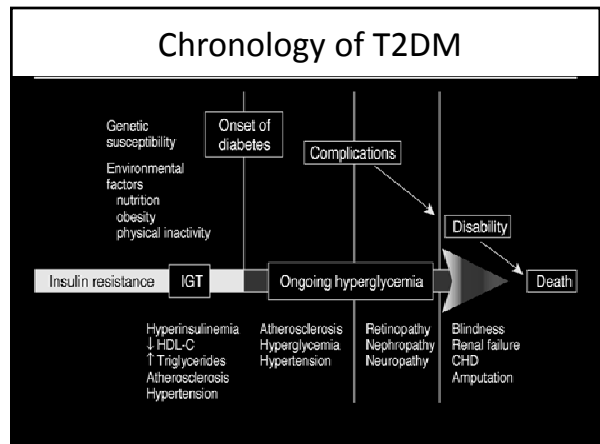 Chronology of T2DM
Genetic
susceptibility
Environmental
factors
nutrition
obesity
physical inactivity
Onset of
diabetes
Complications
Disability
Insulin resistance
IGT
Ongoing hyperglycemia
Death
Hyperinsulinemia
↓ HDL-C
↑ Triglycerides
Atherosclerosis
Hypertension
Atherosclerosis
Hyperglycemia
Hypertension
Retinopathy
Nephropathy
Neuropathy
Blindness
Renal failure
CHD
Amputation